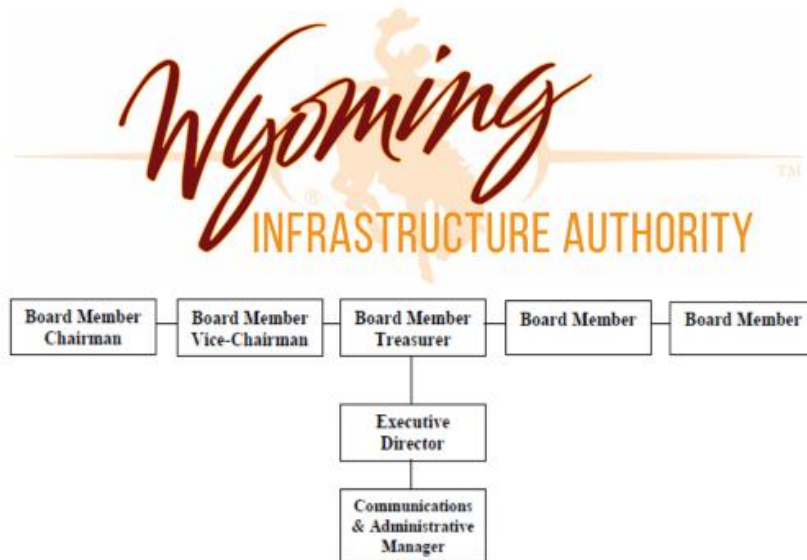 Wyoming
®
TM
INFRASTRUCTURE AUTHORITY
Board Member
Chairman
Board Member
Vice-Chairman
Board Member
Treasurer
Board Member
Board Member
Executive
Director
Communications
& Administrative
Manager